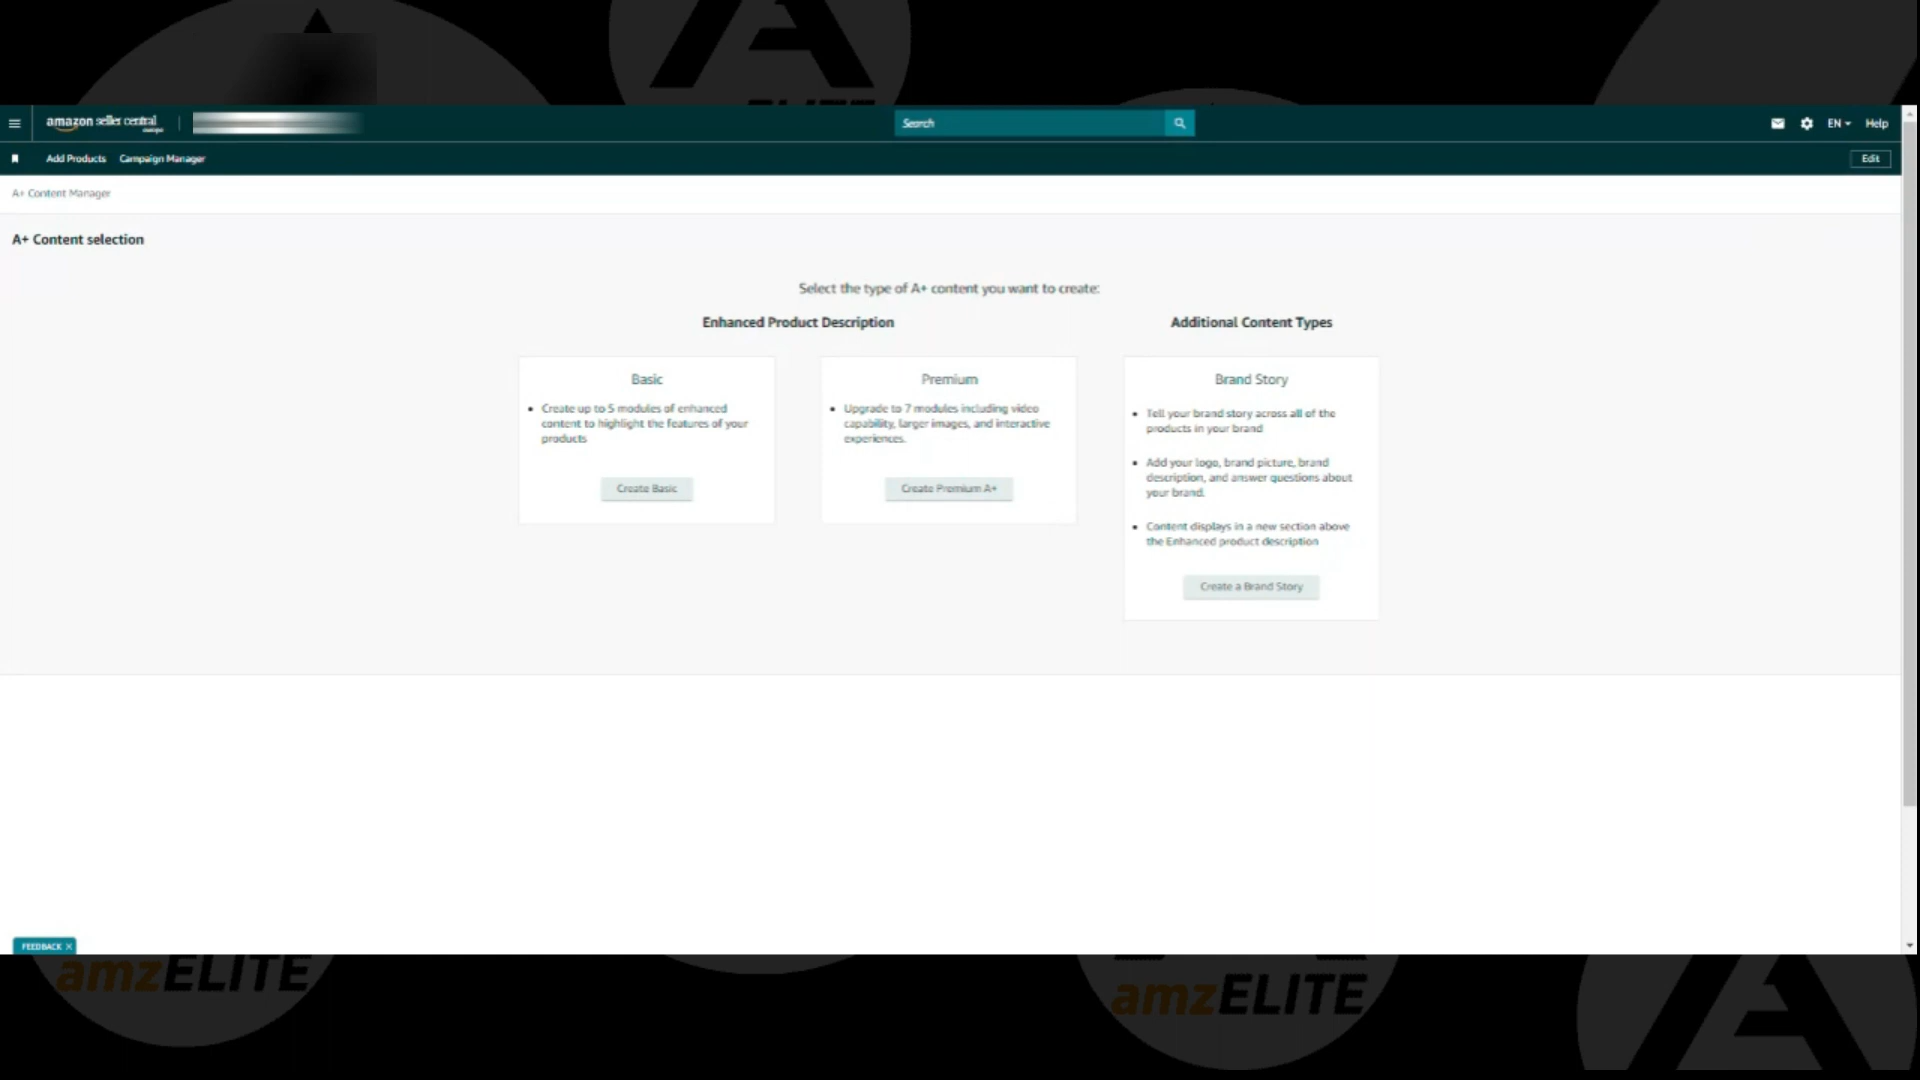 amazon seller central
europe
Search
EN
Help
Add Products
Campaign Manager
Edit
A+ Content Manager
A+ Content selection
Select the type of A+ content you want to create:
Enhanced Product Description
Additional Content Types
Basic
• Create up to 5 modules of enhanced
content to highlight the features of your
products
Create Basic
Premium
• Upgrade to 7 modules including video
capability, larger images, and interactive
experiences.
Create Premium A+
Brand Story
• Tell your brand story across all of the
products in your brand
• Add your logo, brand picture, brand
description, and answer questions about
your brand.
• Content displays in a new section above
the Enhanced product description
Create a Brand Story
FEEDBACK X
amzELITE
amzELITE